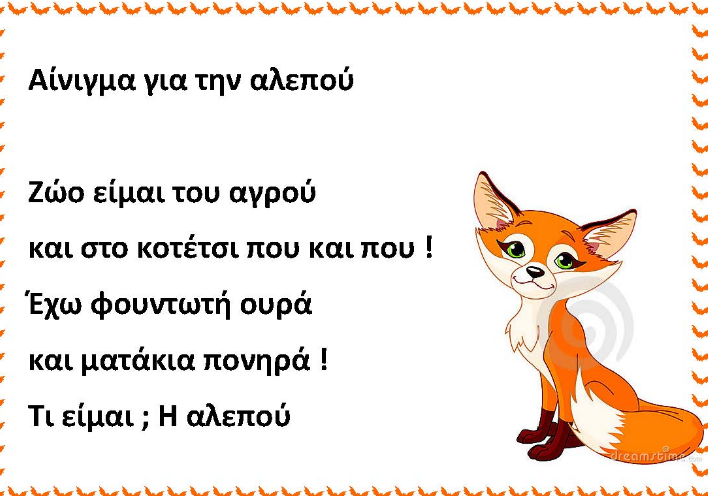 Αίνιγμα για την αλεπού
Ζώο είμαι του αγρού
και στο κοτέτσι που και που !
Έχω φουντωτή ουρά
και ματάκια πονηρά !
Τι είμαι ; Η αλεπού
dreamstime